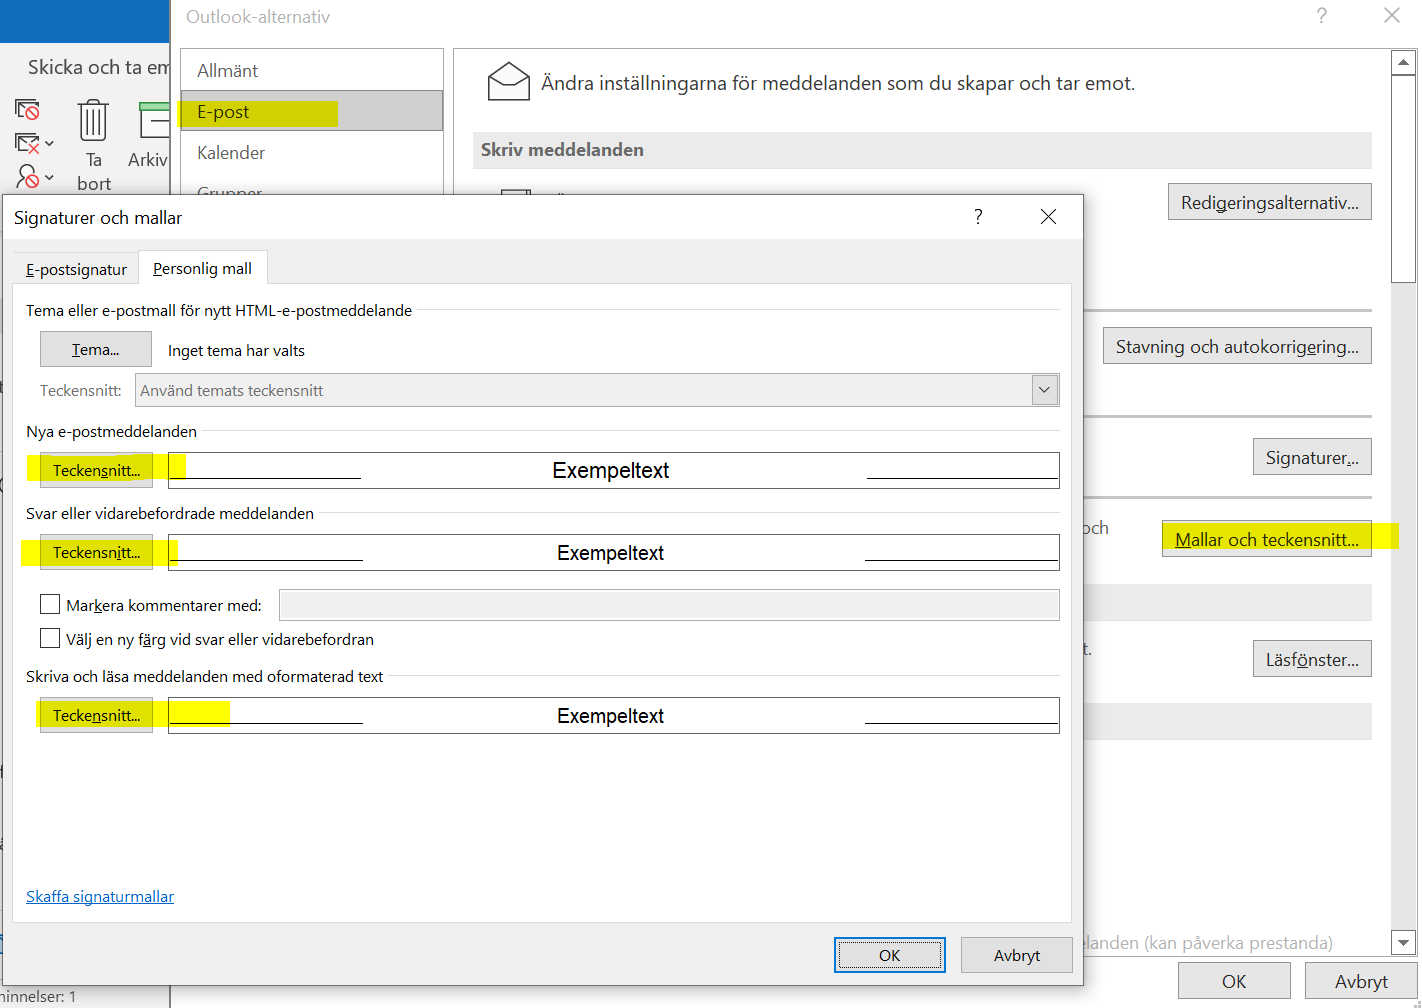 Outlook-alternativ
?
Skicka och ta em
Ta
bort
Arkiv
Allmänt
E-post
Kalender
Grupper
Ändra inställningarna för meddelanden som du skapar och tar emot.
Skriv meddelanden
Redigeringsalternativ...
Stavning och autokorrigering...
Signaturer...
och
Mallar och teckensnitt...
t.
Läsfönster...
elanden (kan påverka prestanda)
OK
Avbryt
Signaturer och mallar
?
E-postsignatur
Personlig mall
Tema eller e-postmall för nytt HTML-e-postmeddelande
Tema...
Inget tema har valts
Teckensnitt:
Använd temats teckensnitt
Nya e-postmeddelanden
Teckensnitt...
Exempeltext
Svar eller vidarebefordrade meddelanden
Teckensnitt...
Exempeltext
Markera kommentarer med:
Välj en ny färg vid svar eller vidarebefordran
Skriva och läsa meddelanden med oformaterad text
Teckensnitt...
Exempeltext
Skaffa signaturmallar
OK
Avbryt
innelser: 1